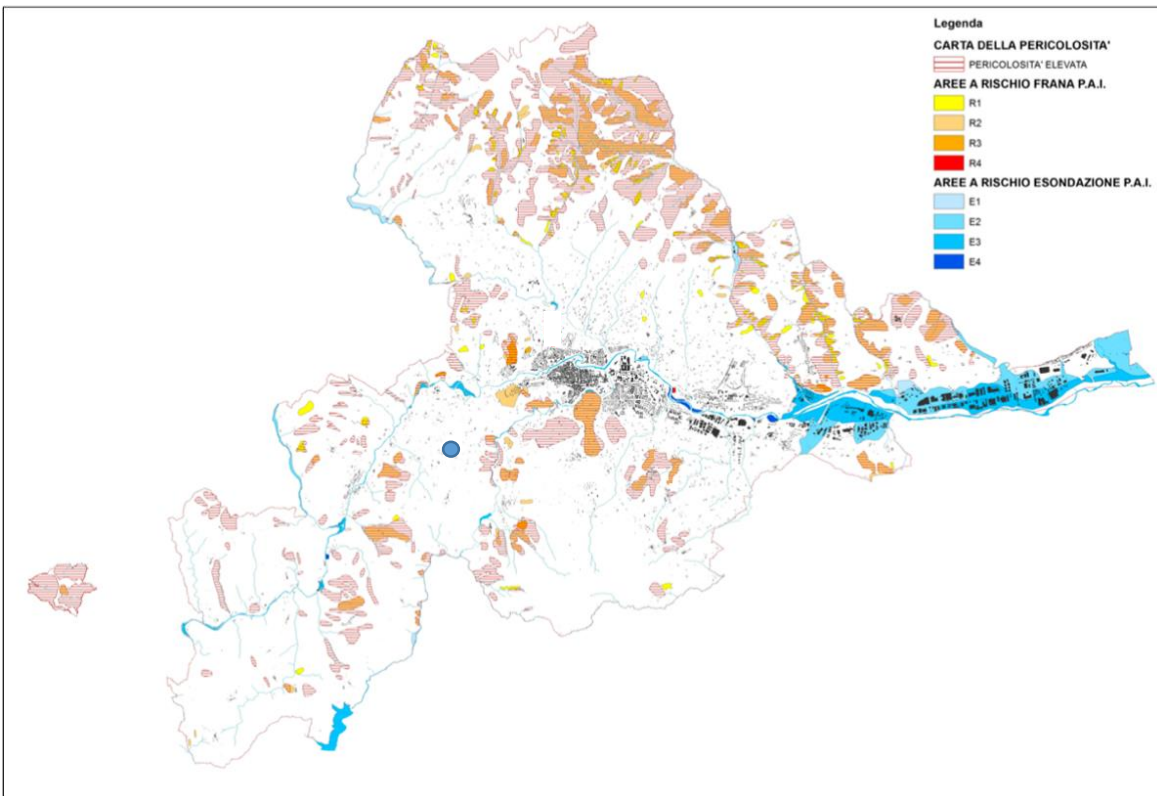 Legenda
CARTA DELLA PERICOLOSITA'
PERICOLOSITA' ELEVATA
AREE A RISCHIO FRANA P.A.I.
R1
R2
R3
R4
AREE A RISCHIO ESONDAZIONE P.A.I.
E1
E2
E3
E4